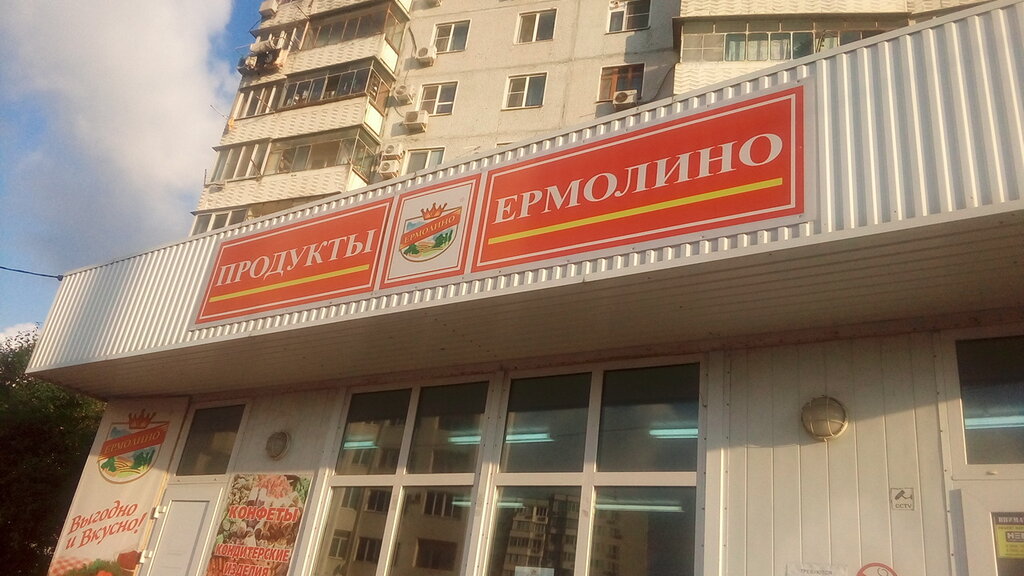 ПРОДУКТЫ
ЕРМОЛИНО
ЕРМОЛИНО
ЕРМОЛИНО
Выгодно
и Вкусно!
КОНФЕТЫ
КОНДИТЕРСКИЕ
ИЗДЕЛИЯ
CCTV